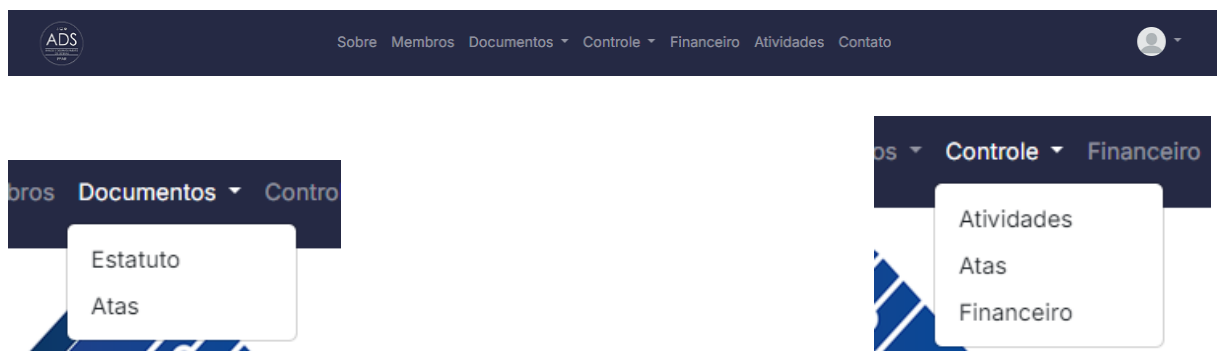 ADS
Sobre Membros Documentos Controle Financeiro Atividades Contato
bros Documentos Contro
Estatuto
Atas
os Controle Financeiro
Atividades
Atas
Financeiro